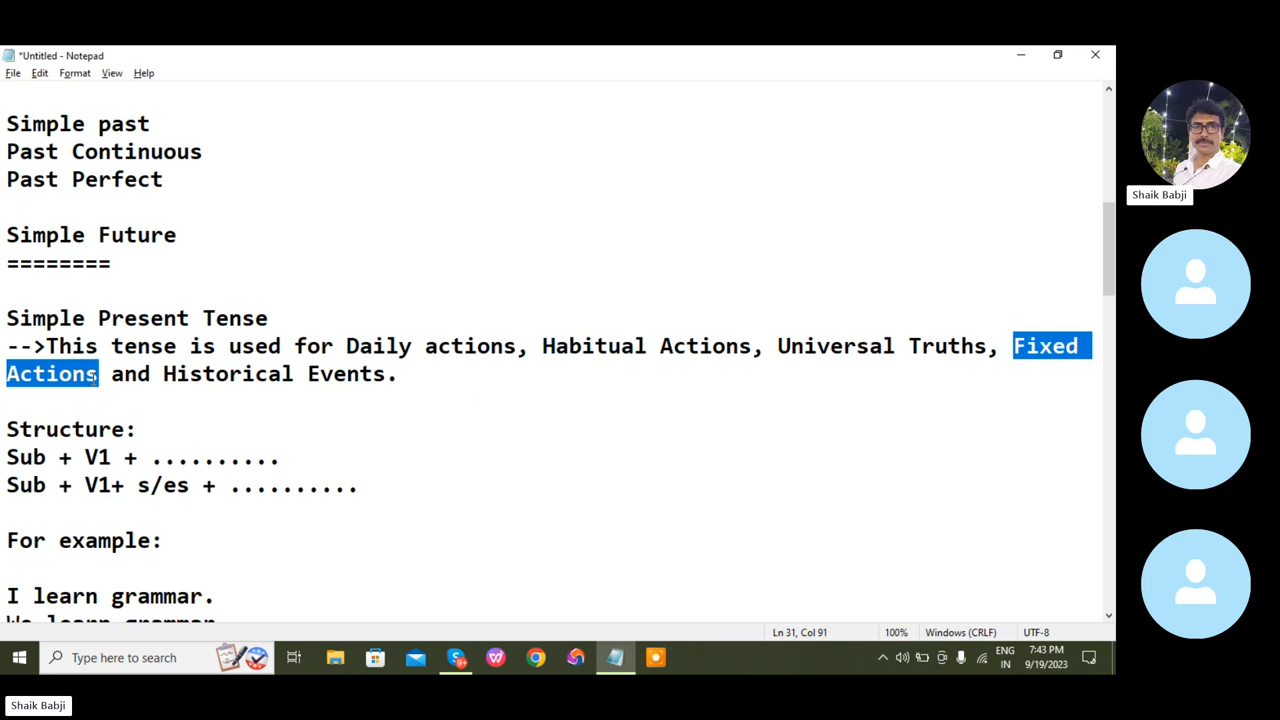 *Untitled - Notepad
File Edit Format View Help
Simple past
Past Continuous
Past Perfect
Simple Future
========
Simple Present Tense
-->This tense is used for Daily actions, Habitual Actions, Universal Truths, Fixed
Actions and Historical Events.
Structure:
Sub + V1 + ..........
Sub + V1+ s/es + ..........
For example:
I learn grammar.
We learn grammar
Ln 31, Col 91 100% Windows (CRLF) UTF-8
Type here to search
ENG
IN
7:43 PM
9/19/2023
Shaik Babji
Shaik Babji